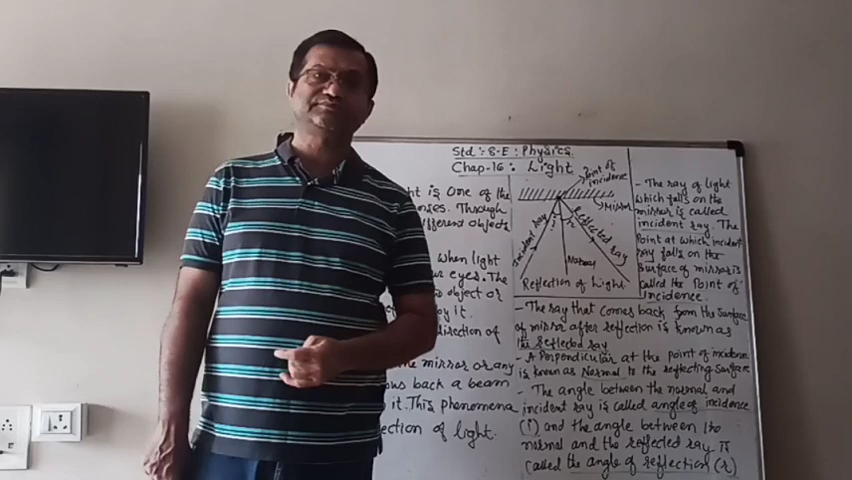 Std:8-E: Physics
Chap-16: Light
ht is one of the
nses. Through
ifferent objects
When light
eyes. The
object or
by it.
direction of
he mirror or any
ows back a beam
it. This phenomena
ction of light.
Point of
incidence
Mirror
Incident Ray
Reflected Ray
i
r
Normal
Reflection of Light
- The ray of light
which falls on the
mirror is called
incident ray. The
Point at which incident
ray falls on the
Surface of mirror is
called the Point of
Incidence.
- The ray that comes back from the Surface
of mirror after reflection is known as
the reflected ray
- A Perpendicular at the point of incidence
is known as Normal to the reflecting Surface
- The angle between the normal and
incident ray is called angle of incidence
(i) and the angle between the
normal and the reflected ray is
called the angle of reflection (r)